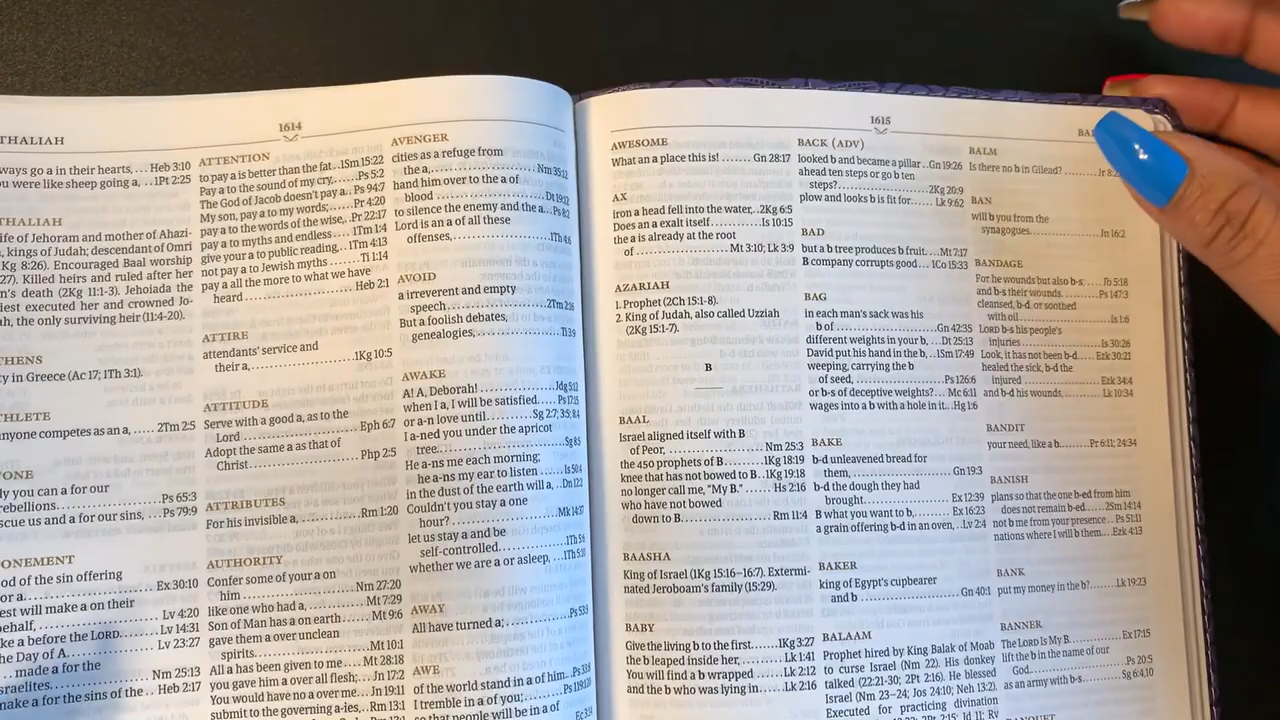 THALIAH
1614
ways go a in their hearts, .... Heb 3:10
ou were like sheep going a, ..1Pt 2:25
THALIAH
ife of Jehoram and mother of Ahazi-
, kings of Judah; descendant of Omri
Kg 8:26). Encouraged Baal worship
27). Killed heirs and ruled after her
n's death (2Kg 11:1-3). Jehoiada the
iest executed her and crowned Jo-
h, the only surviving heir (11:4-20).
HENS
ty in Greece (Ac 17; 1Th 3:1).
HLETE
nyone competes as an a, ..... 2Tm 2:5
ONE
ly you can a for our
rebellions. ..... Ps 65:3
scue us and a for our sins, ... Ps 79:9
ONEMENT
od of the sin offering
or a. ..... Ex 30:10
est will make a on their
ehalf, ..... Lv 4:20
ke a before the LORD. ..... Lv 14:31
he Day of A. ..... Lv 23:27
. . made a for the
sraelites. ..... Nm 25:13
make a for the sins of the .. Heb 2:17
ATTENTION
to pay a is better than the fat...1Sm 15:22
Pay a to the sound of my cry, .... Ps 5:2
The God of Jacob doesn't pay a.. Ps 94:7
My son, pay a to my words; ..... Pr 4:20
pay a to the words of the wise, .. Pr 22:17
pay a to myths and endless .... 1Tm 1:4
give your a to public reading, ..1Tm 4:13
not pay a to Jewish myths ..... Ti 1:14
pay a all the more to what we have
heard ..... Heb 2:1
ATTIRE
attendants' service and
their a, ..... 1Kg 10:5
ATTITUDE
Serve with a good a, as to the
Lord ..... Eph 6:7
Adopt the same a as that of
Christ ..... Php 2:5
ATTRIBUTES
For his invisible a, ..... Rm 1:20
AUTHORITY
Confer some of your a on
him ..... Nm 27:20
like one who had a, ..... Mt 7:29
Son of Man has a on earth .... Mt 9:6
gave them a over unclean
spirits. ..... Mt 10:1
All a has been given to me .... Mt 28:18
you gave him a over all flesh; ... Jn 17:2
You would have no a over me.. Jn 19:11
submit to the governing a-ies, ... Rm 13:1
AVENGER
cities as a refuge from
the a, ..... Nm 35:12
hand him over to the a of
blood ..... Dt 19:12
to silence the enemy and the a. .. Ps 8:2
Lord is an a of all these
offenses, ..... 1Th 4:6
AVOID
a irreverent and empty
speech ..... 2Tm 2:16
But a foolish debates,
genealogies, ..... Ti 3:9
AWAKE
A! A, Deborah! ..... Jdg 5:12
when I a, I will be satisfied. ... Ps 17:15
or a-n love until ..... Sg 2:7; 3:5; 8:4
I a-ned you under the apricot
tree. ..... Sg 8:5
He a-ns me each morning;
he a-ns my ear to listen ..... Is 50:4
in the dust of the earth will a, .. Dn 12:2
Couldn't you stay a one
hour? ..... Mk 14:37
let us stay a and be
self-controlled. ..... 1Th 5:6
whether we are a or asleep, ... 1Th 5:10
AWAY
All have turned a; ..... Ps 53:3
AWE
of the world stand in a of him.. Ps 33:8
I tremble in a of you; ..... Ps 119:120
so that people will be in a of
Ec 3:14
1615
AWESOME
What an a place this is! ....... Gn 28:17
AX
iron a head fell into the water, ..2Kg 6:5
Does an a exalt itself ..... Is 10:15
the a is already at the root
of ..... Mt 3:10; Lk 3:9
AZARIAH
1. Prophet (2Ch 15:1-8).
2. King of Judah, also called Uzziah
(2Kg 15:1-7).
B
BAAL
Israel aligned itself with B
of Peor, ..... Nm 25:3
the 450 prophets of B ..... 1Kg 18:19
knee that has not bowed to B. .1Kg 19:18
no longer call me, "My B." ..... Hs 2:16
who have not bowed
down to B ..... Rm 11:4
BAASHA
King of Israel (1Kg 15:16–16:7). Extermi-
nated Jeroboam's family (15:29).
BABY
Give the living b to the first ..... 1Kg 3:27
the b leaped inside her, ..... Lk 1:41
You will find a b wrapped ..... Lk 2:12
and the b who was lying in ..... Lk 2:16
BACK (ADV)
looked b and became a pillar .. Gn 19:26
ahead ten steps or go b ten
steps? ..... 2Kg 20:9
plow and looks b is fit for ..... Lk 9:62
BAD
but a b tree produces b fruit. ... Mt 7:17
B company corrupts good ... 1Co 15:33
BAG
in each man's sack was his
b of ..... Gn 42:35
different weights in your b, ... Dt 25:13
David put his hand in the b, ..1Sm 17:49
weeping, carrying the b
of seed, ..... Ps 126:6
or b-s of deceptive weights? ... Mc 6:11
wages into a b with a hole in it...Hg 1:6
BAKE
b-d unleavened bread for
them, ..... Gn 19:3
b-d the dough they had
brought ..... Ex 12:39
B what you want to b, ..... Ex 16:23
a grain offering b-d in an oven, .. Lv 2:4
BAKER
king of Egypt's cupbearer
and b ..... Gn 40:1
BALAAM
Prophet hired by King Balak of Moab
to curse Israel (Nm 22). His donkey
talked (22:21-30; 2Pt 2:16). He blessed
Israel (Nm 23–24; Jos 24:10; Neh 13:2).
Executed for practicing divination
BALM
Is there no b in Gilead? ..... Jr 8:22
BAN
will b you from the
synagogues. ..... Jn 16:2
BANDAGE
For he wounds but also b-s; .... Jb 5:18
and b-s their wounds. ..... Ps 147:3
cleansed, b-d, or soothed
with oil ..... Is 1:6
Lord b-s his people's
injuries ..... Is 30:26
Look, it has not been b-d ..... Ezk 30:21
healed the sick, b-d the
injured ..... Ezk 34:4
and b-d his wounds, ..... Lk 10:34
BANDIT
your need, like a b. ..... Pr 6:11; 24:34
BANISH
plans so that the one b-ed from him
does not remain b-ed. ..... 2Sm 14:14
not b me from your presence .. Ps 51:11
nations where I will b them. ... Ezk 4:13
BANK
put my money in the b? ..... Lk 19:23
BANNER
The LORD Is My B. ..... Ex 17:15
lift the b in the name of our
God. ..... Ps 20:5
as an army with b-s. ..... Sg 6:4,10
BANQUET